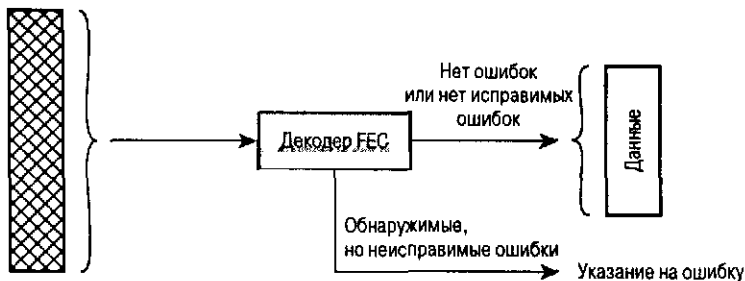 Нет ошибок
или нет исправимых
ошибок
Декодер FEC
Данные
Обнаружимые,
но неисправимые ошибки
Указание на ошибку